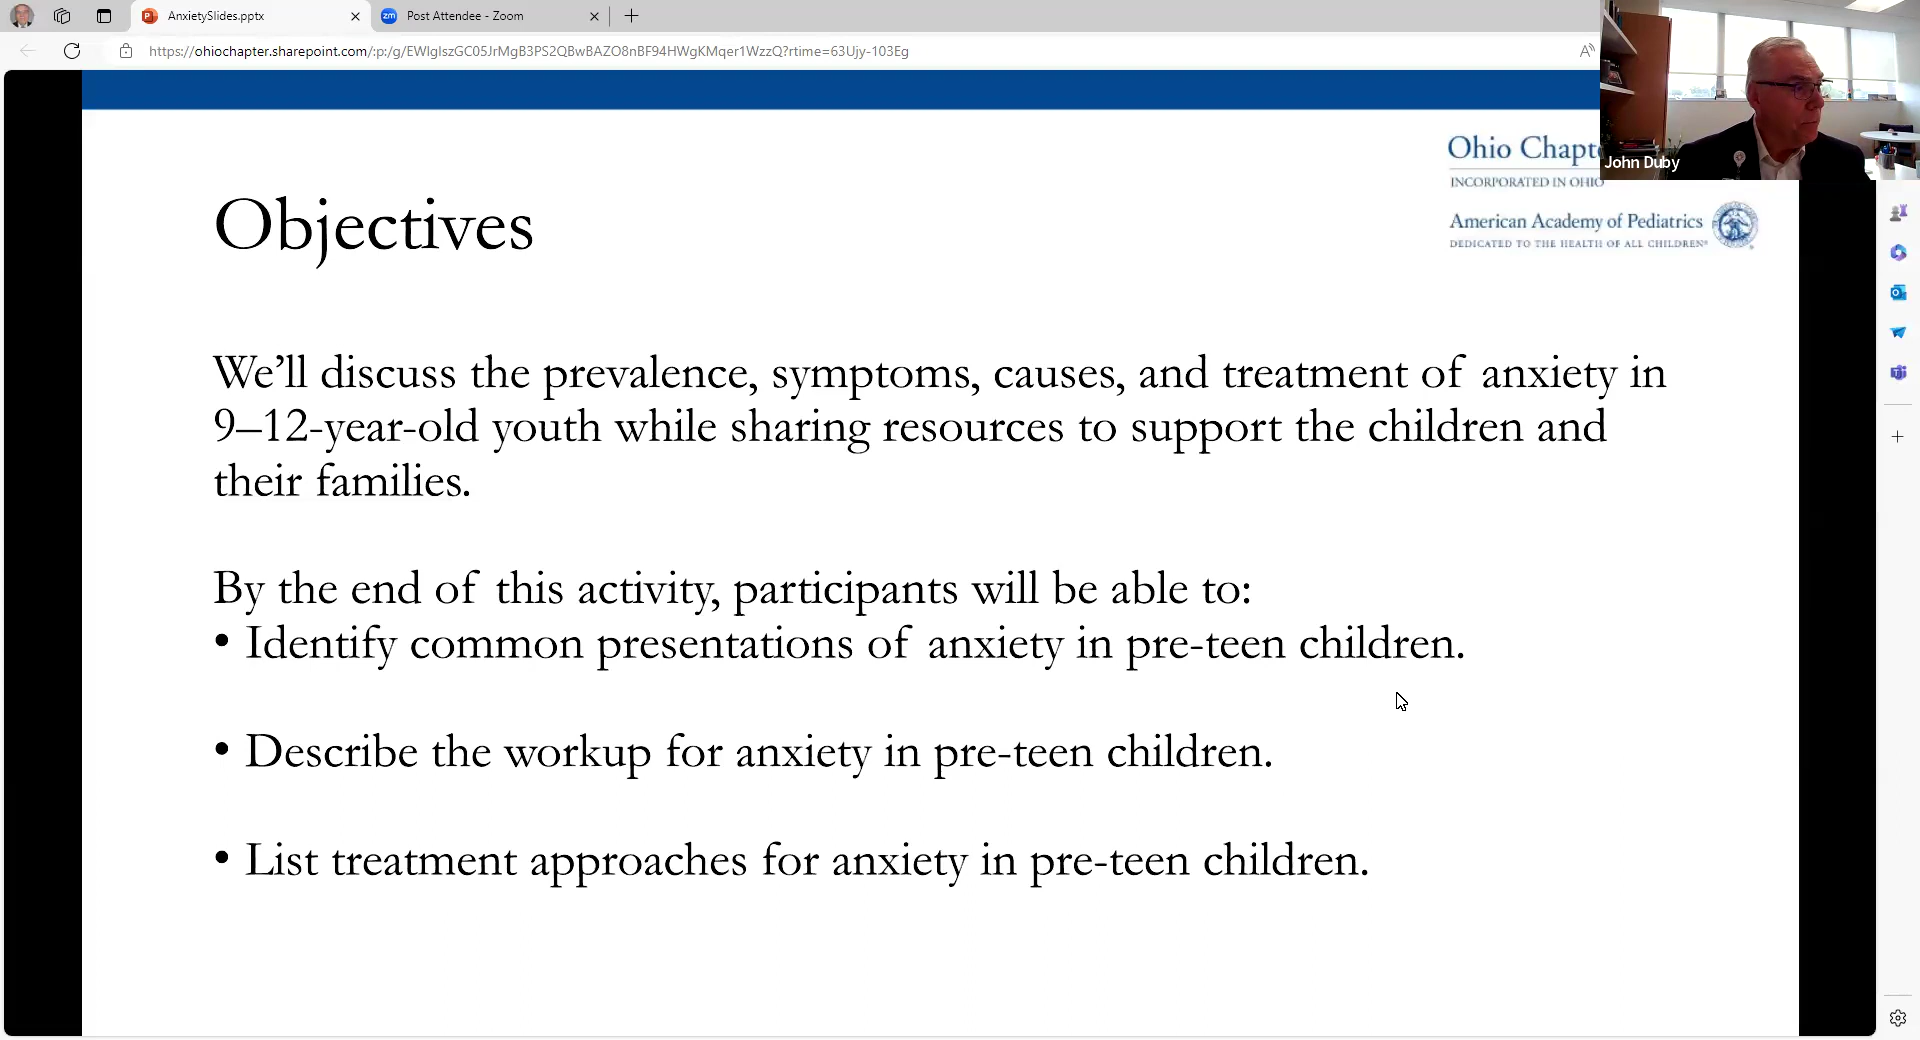 AnxietySlides.pptx
Post Attendee - Zoom
https://ohiochapter.sharepoint.com/:p:/g/EWIgIszGC05JrMgB3PS2QBwBAZO8nBF94HWgKMqer1WzzQ?rtime=63Ujy-103Eg
John Duby
Ohio Chapt
INCORPORATED IN OHIO
American Academy of Pediatrics
DEDICATED TO THE HEALTH OF ALL CHILDREN®
Objectives
We’ll discuss the prevalence, symptoms, causes, and treatment of anxiety in
9–12-year-old youth while sharing resources to support the children and
their families.
By the end of this activity, participants will be able to:
• Identify common presentations of anxiety in pre-teen children.
• Describe the workup for anxiety in pre-teen children.
• List treatment approaches for anxiety in pre-teen children.